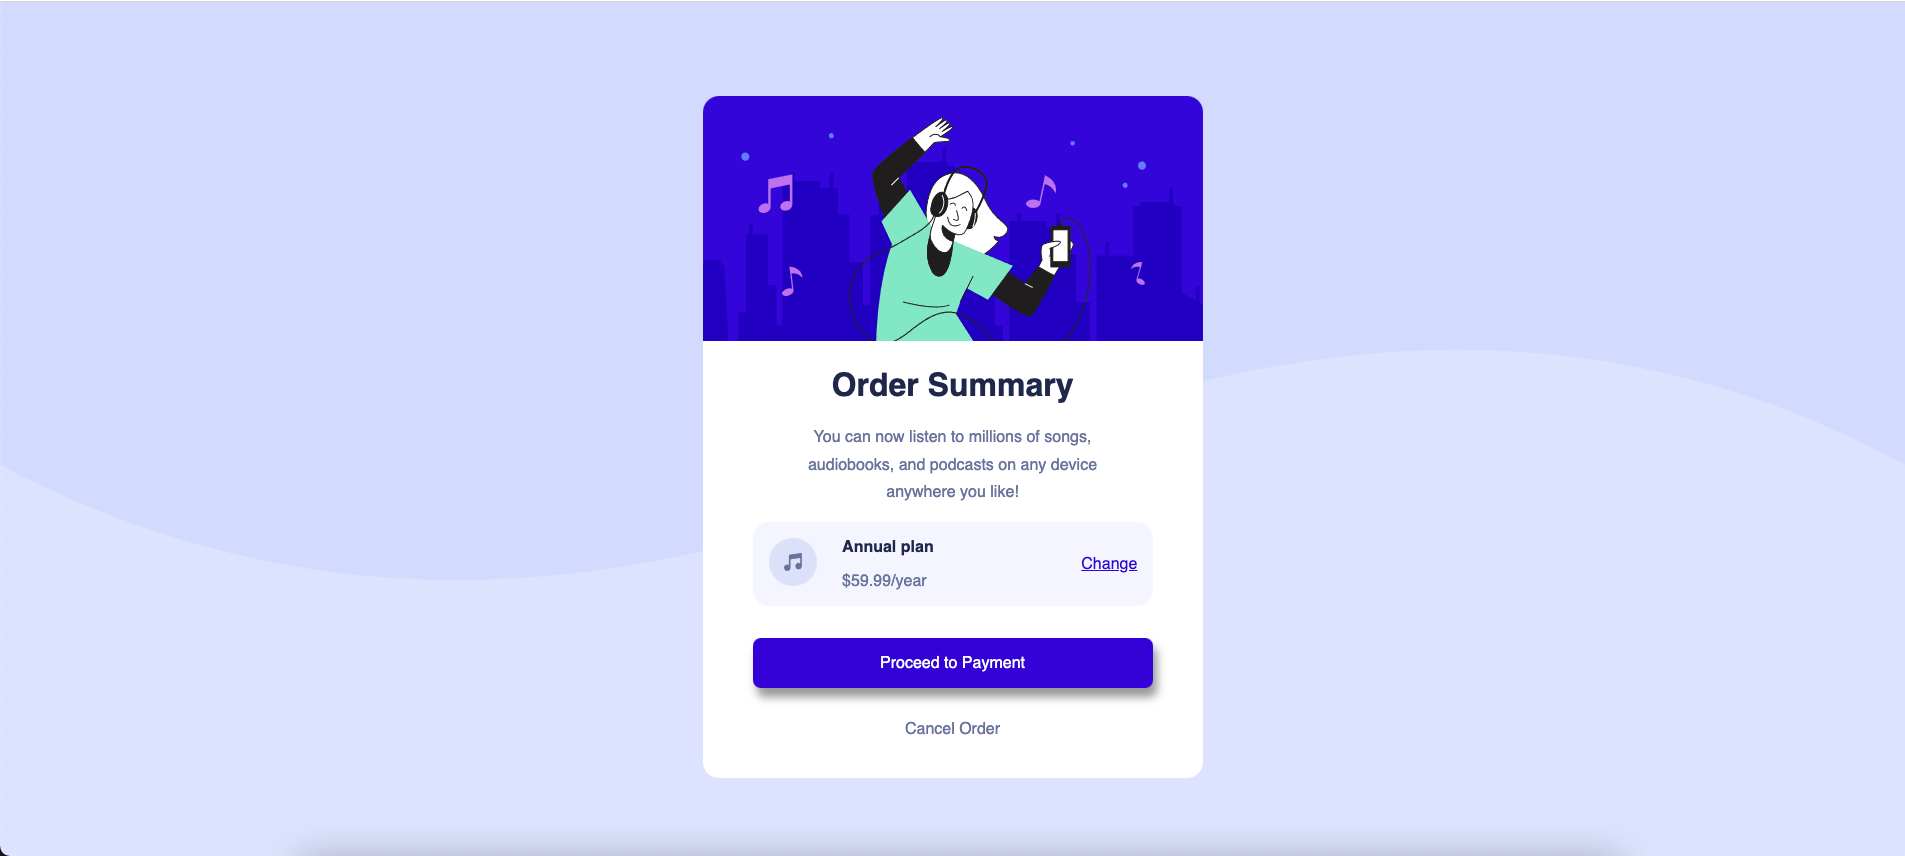 Order Summary
You can now listen to millions of songs,
audiobooks, and podcasts on any device
anywhere you like!
Annual plan
$59.99/year
Change
Proceed to Payment
Cancel Order